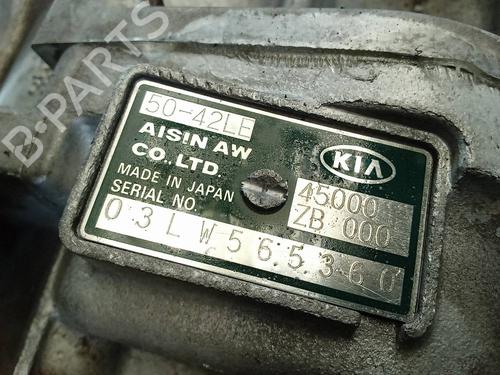 50-42LE
AISIN AW
CO.,LTD.
MADE IN JAPAN
SERIAL NO.
KIA
45000
ZB 000
03LW565360
B-PARTS